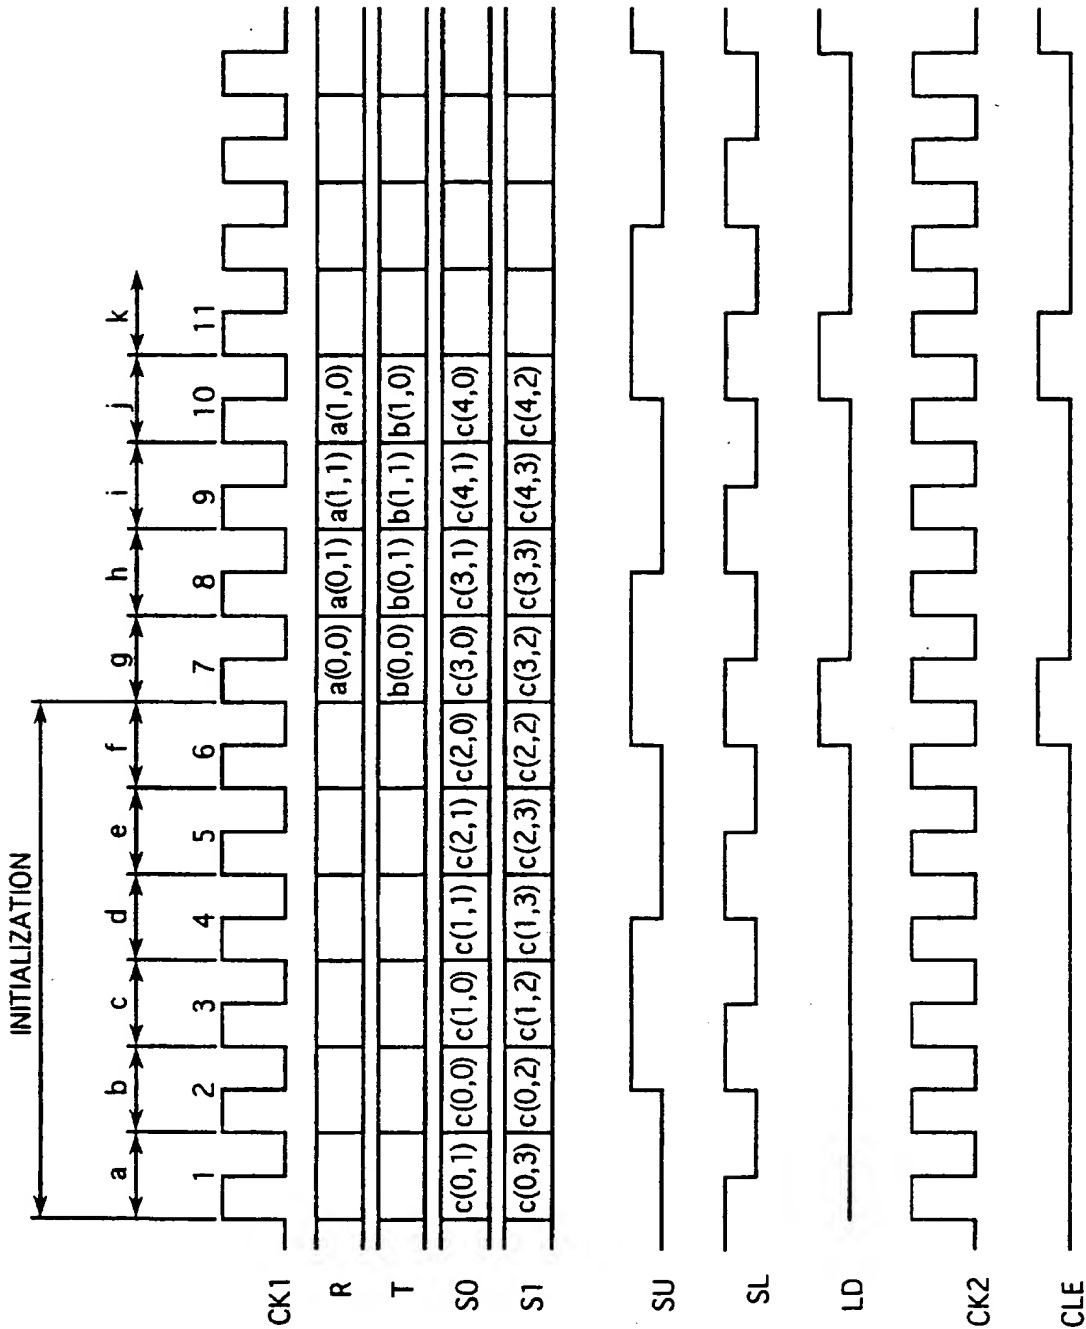 INITIALIZATION
a b c d e f g h i j k
1 2 3 4 5 6 7 8 9 10 11
CK1
R a(0,0) a(0,1) a(1,1) a(1,0)
T b(0,0) b(0,1) b(1,1) b(1,0)
S0 c(0,1) c(0,0) c(1,0) c(1,1) c(2,1) c(2,0) c(3,0) c(3,1) c(4,1) c(4,0)
S1 c(0,3) c(0,2) c(1,2) c(1,3) c(2,3) c(2,2) c(3,2) c(3,3) c(4,3) c(4,2)
SU
SL
LD
CK2
CLE